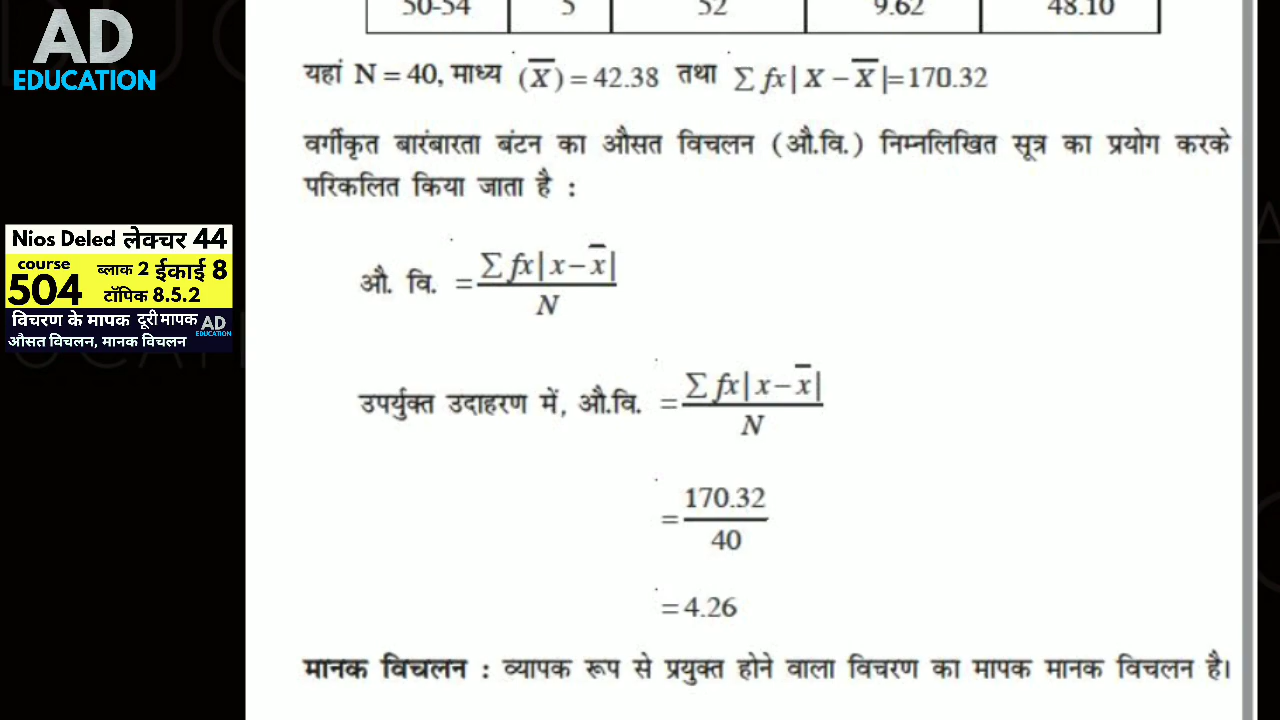 AD
EDUCATION
Nios Deled लेक्चर 44
course
504
ब्लाक 2 ईकाई 8
टॉपिक 8.5.2
विचरण के मापक दूरी मापक
औसत विचलन, मानक विचलन
AD
EDUCATION
50-54 5 52 9.62 48.10
यहां N = 40, माध्य (X̅) = 42.38 तथा ∑ fx| X − X̅ |=170.32
वर्गीकृत बारंबारता बंटन का औसत विचलन (औ.वि.) निम्नलिखित सूत्र का प्रयोग करके
परिकलित किया जाता है :
औ. वि. = ∑ fx| x − x̅ |
N
उपर्युक्त उदाहरण में, औ.वि. = ∑ fx| x − x̅ |
N
= 170.32
40
= 4.26
मानक विचलन : व्यापक रूप से प्रयुक्त होने वाला विचरण का मापक मानक विचलन है।